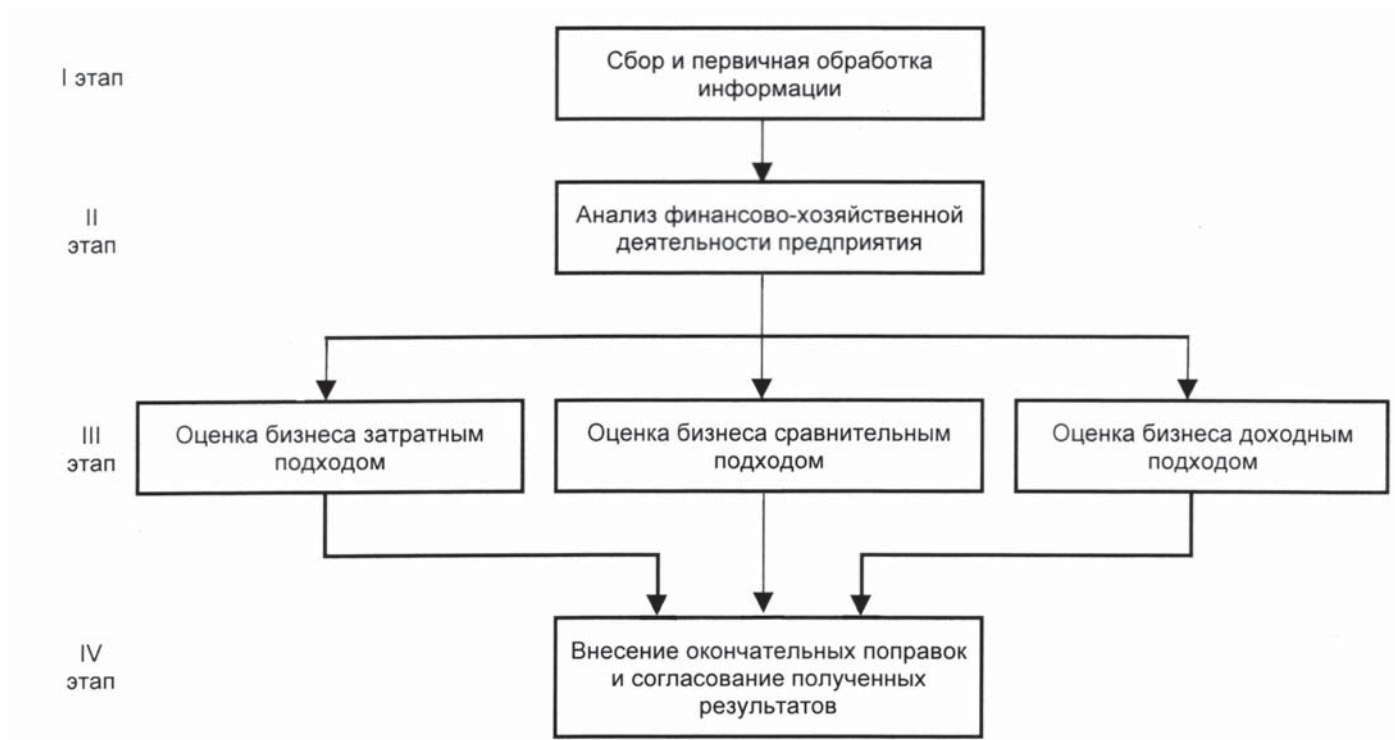 I этап
Сбор и первичная обработка
информации
II
этап
Анализ финансово-хозяйственной
деятельности предприятия
III
этап
Оценка бизнеса затратным
подходом
Оценка бизнеса сравнительным
подходом
Оценка бизнеса доходным
подходом
IV
этап
Внесение окончательных поправок
и согласование полученных
результатов